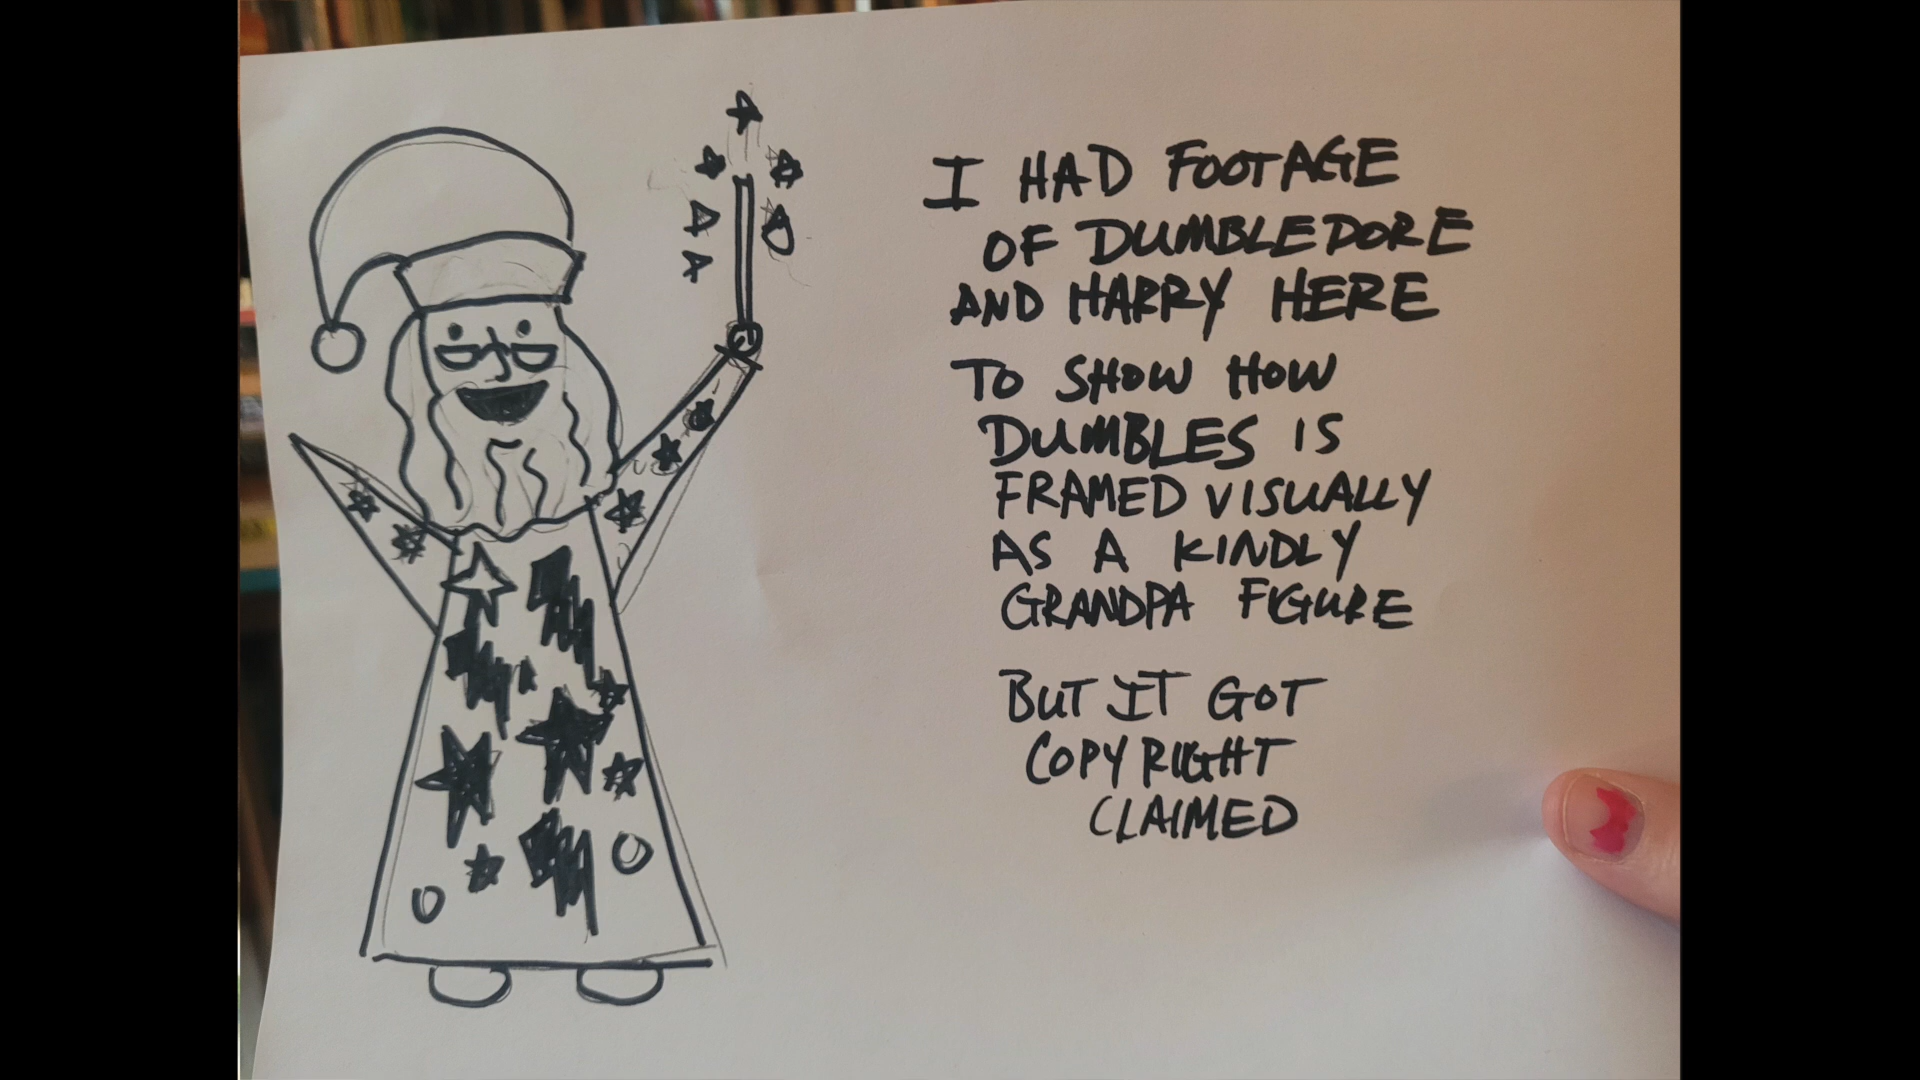 I HAD FOOTAGE
OF DUMBLEDORE
AND HARRY HERE
TO SHOW HOW
DUMBLES IS
FRAMED VISUALLY
AS A KINDLY
GRANDPA FIGURE
BUT IT GOT
COPYRIGHT
CLAIMED